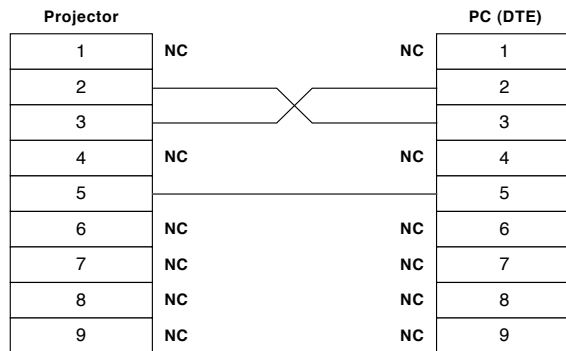 Projector PC (DTE)
1 NC NC 1
2 2
3 3
4 NC NC 4
5 5
6 NC NC 6
7 NC NC 7
8 NC NC 8
9 NC NC 9